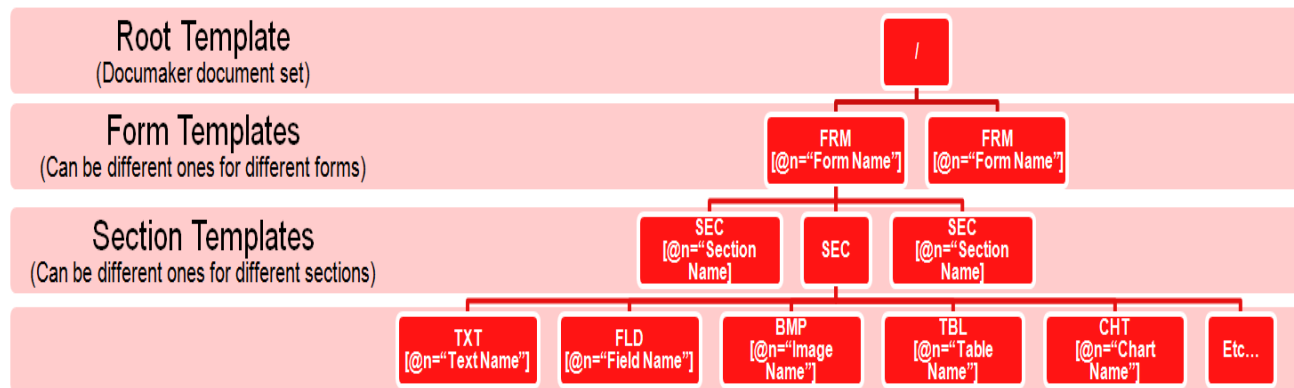 Root Template
(Documaker document set)
/
Form Templates
(Can be different ones for different forms)
FRM
[@n=“Form Name”]
FRM
[@n=“Form Name”]
Section Templates
(Can be different ones for different sections)
SEC
[@n=“Section
Name]
SEC
SEC
[@n=“Section
Name]
TXT
[@n=“Text Name”]
FLD
[@n=“Field Name”]
BMP
[@n=“Image
Name”]
TBL
[@n=“Table
Name”]
CHT
[@n=“Chart
Name”]
Etc...